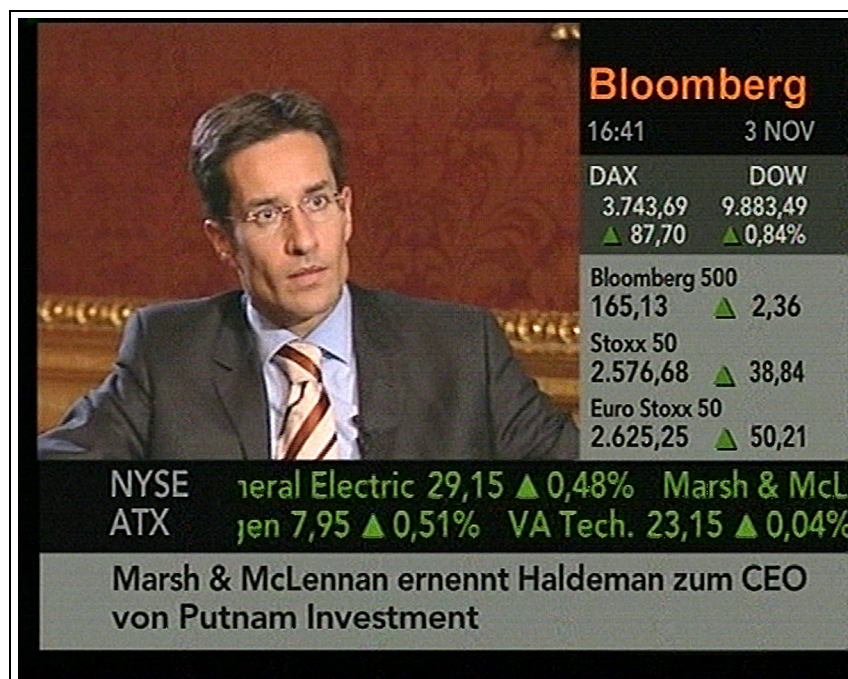 Bloomberg
16:41 3 NOV
DAX DOW
3.743,69 9.883,49
▲ 87,70 ▲ 0,84%
Bloomberg 500
165,13 ▲ 2,36
Stoxx 50
2.576,68 ▲ 38,84
Euro Stoxx 50
2.625,25 ▲ 50,21
NYSE neral Electric 29,15 ▲ 0,48% Marsh & McL
ATX gen 7,95 ▲ 0,51% VA Tech. 23,15 ▲ 0,04%
Marsh & McLennan ernennt Haldeman zum CEO
von Putnam Investment